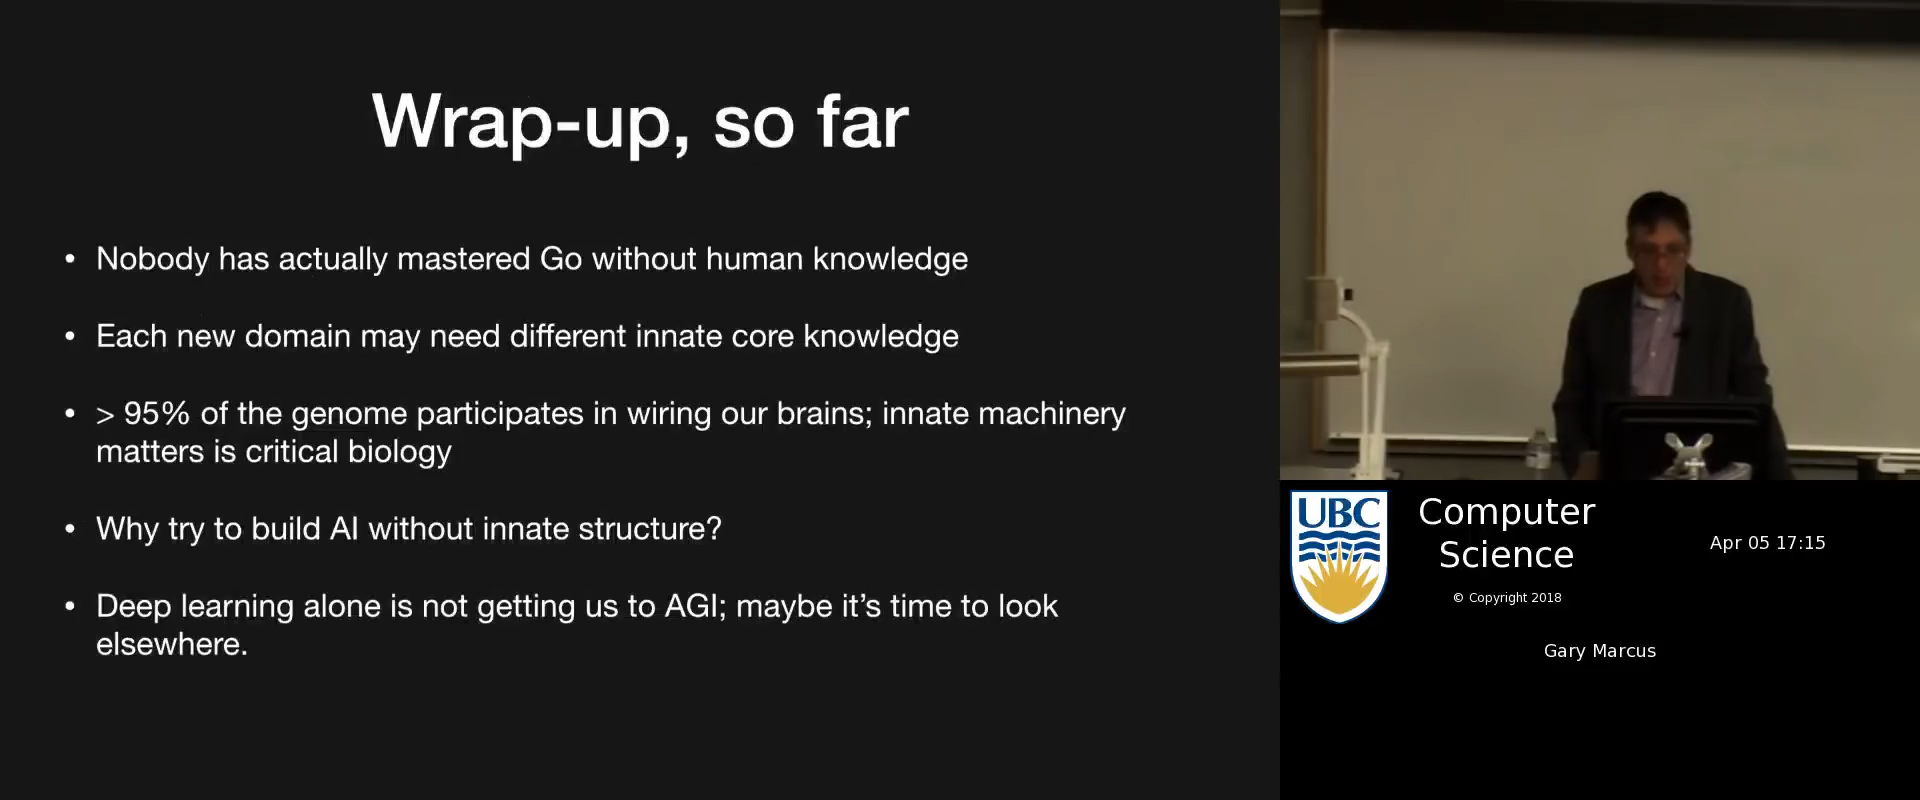 Wrap-up, so far
• Nobody has actually mastered Go without human knowledge
• Each new domain may need different innate core knowledge
• > 95% of the genome participates in wiring our brains; innate machinery
matters is critical biology
• Why try to build AI without innate structure?
• Deep learning alone is not getting us to AGI; maybe it’s time to look
elsewhere.
UBC
Computer
Science
Apr 05 17:15
© Copyright 2018
Gary Marcus